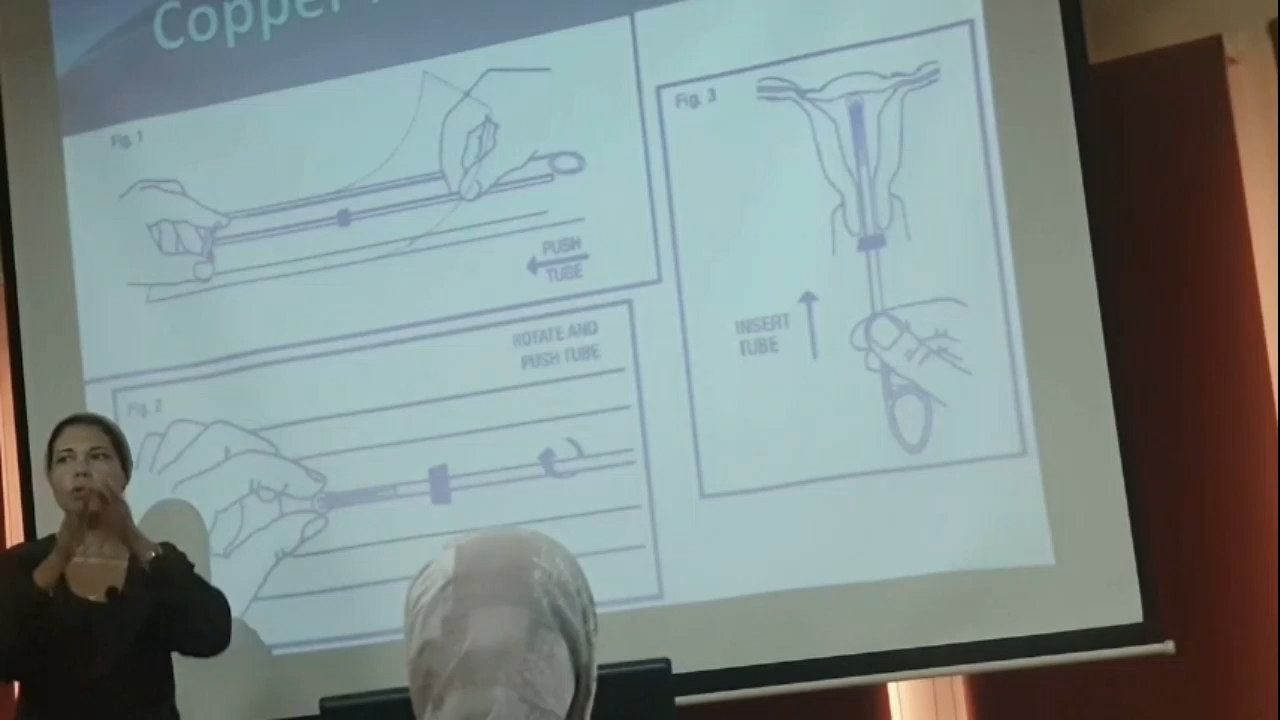 Copper
Fig. 1
PUSH
TUBE
Fig. 2
ROTATE AND
PUSH TUBE
Fig. 3
INSERT
TUBE